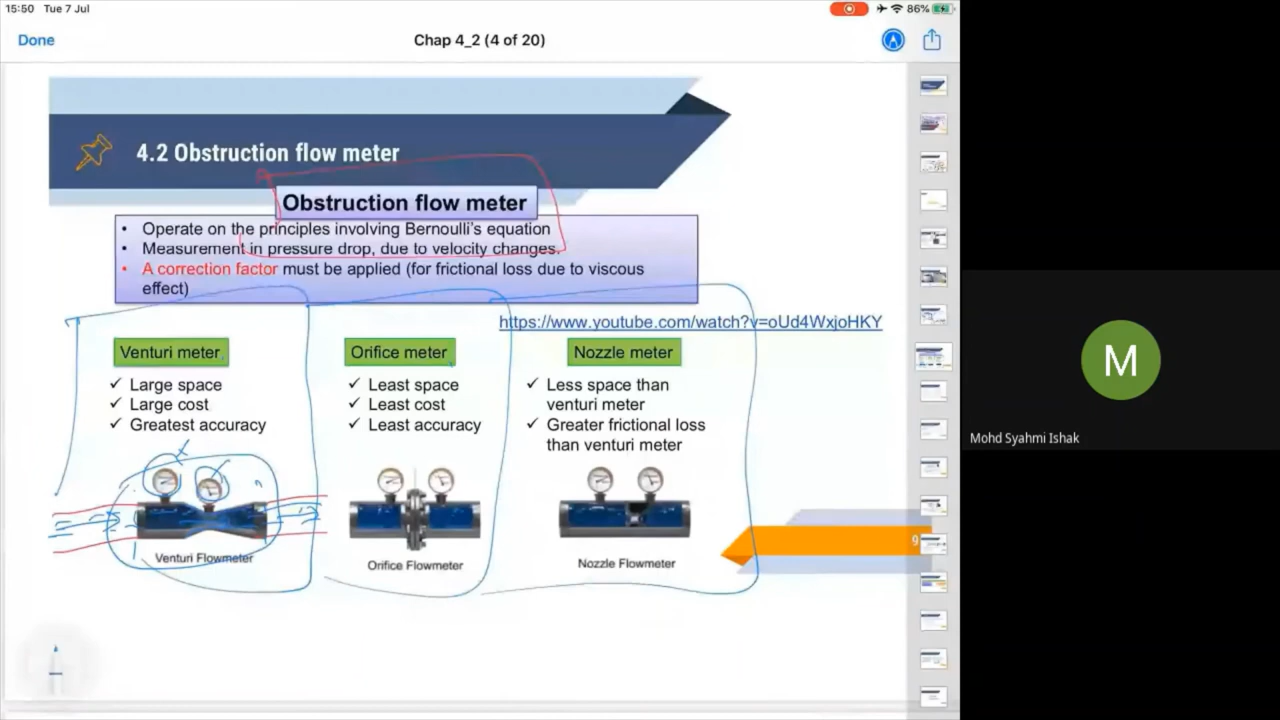 15:50 Tue 7 Jul
86%
Done
Chap 4_2 (4 of 20)
4.2 Obstruction flow meter
Obstruction flow meter
• Operate on the principles involving Bernoulli's equation
• Measurement in pressure drop, due to velocity changes.
• A correction factor must be applied (for frictional loss due to viscous
effect)
https://www.youtube.com/watch?v=oUd4WxjoHKY
Venturi meter
✓ Large space
✓ Large cost
✓ Greatest accuracy
Venturi Flowmeter
Orifice meter
✓ Least space
✓ Least cost
✓ Least accuracy
Orifice Flowmeter
Nozzle meter
✓ Less space than
venturi meter
✓ Greater frictional loss
than venturi meter
Nozzle Flowmeter
9
M
Mohd Syahmi Ishak